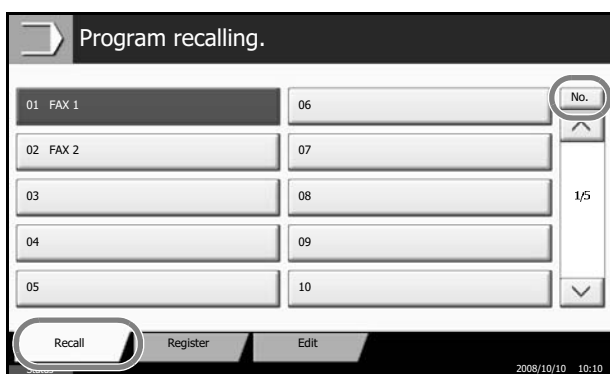 Program recalling.
01 FAX 1
06
No.
02 FAX 2
07
03
08
1/5
04
09
05
10
Recall
Register
Edit
Status
2008/10/10 10:10